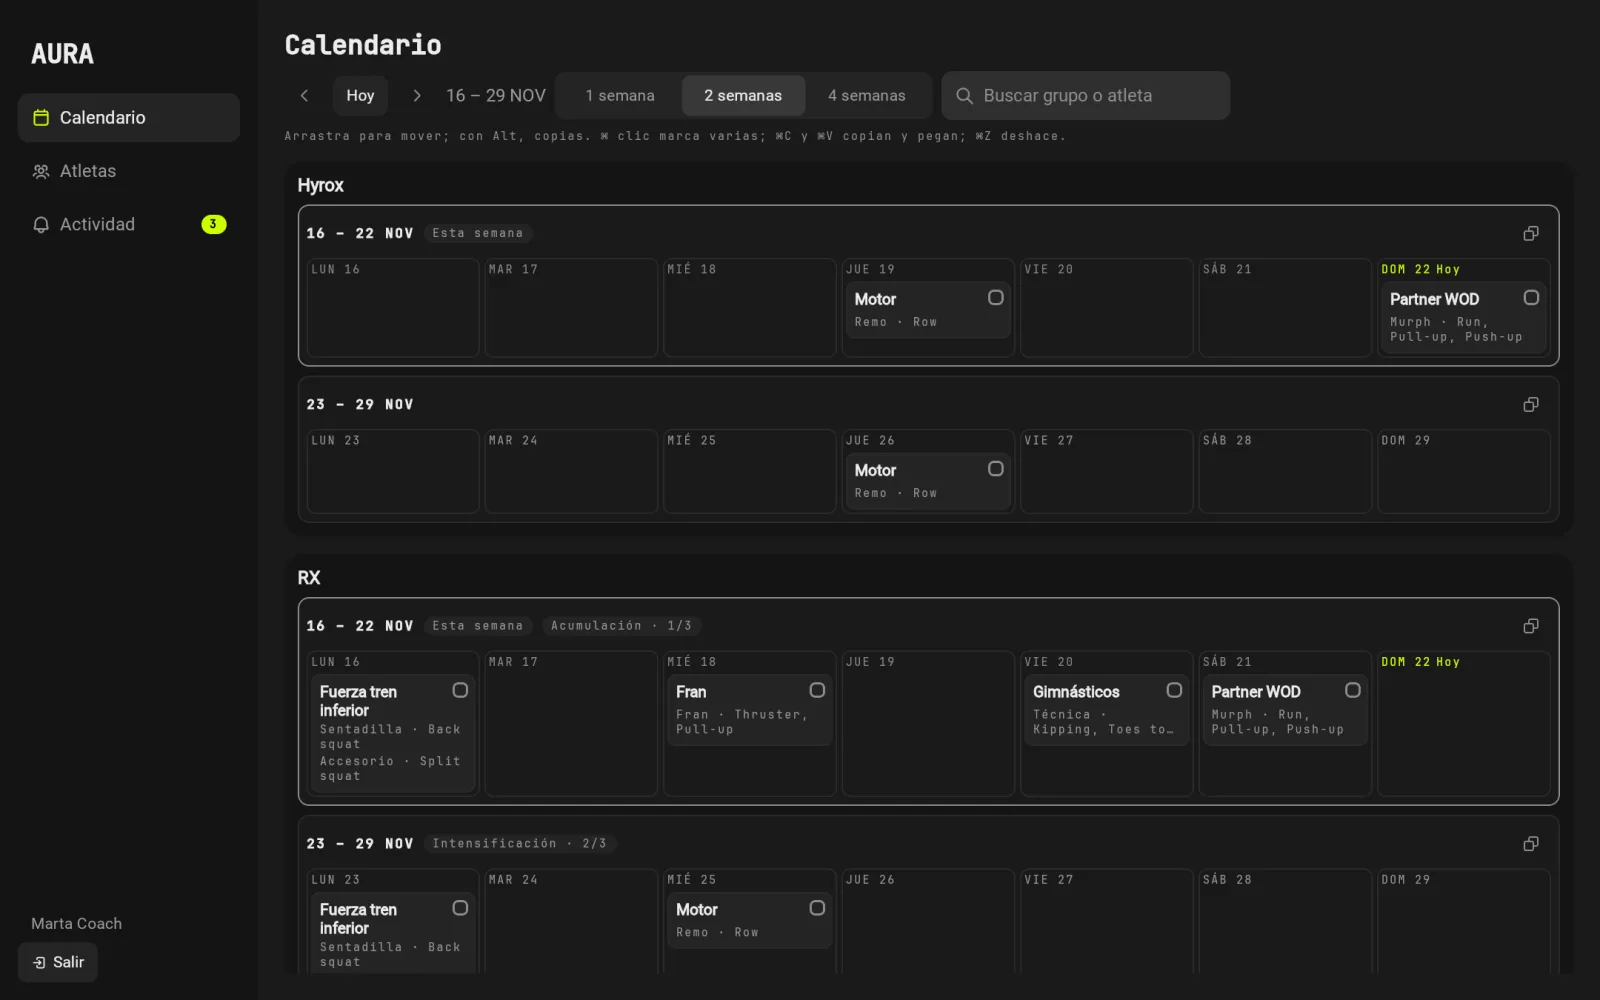 AURA
Calendario
Atletas
Actividad 3
Marta Coach
Salir
Calendario
Hoy 16 – 29 NOV 1 semana 2 semanas 4 semanas Buscar grupo o atleta
Arrastra para mover; con Alt, copias. ⌘ clic marca varias; ⌘C y ⌘V copian y pegan; ⌘Z deshace.
Hyrox
16 – 22 NOV Esta semana
LUN 16 MAR 17 MIÉ 18 JUE 19 VIE 20 SÁB 21 DOM 22 Hoy
Motor
Remo · Row
Partner WOD
Murph · Run,
Pull-up, Push-up
23 – 29 NOV
LUN 23 MAR 24 MIÉ 25 JUE 26 VIE 27 SÁB 28 DOM 29
Motor
Remo · Row
RX
16 – 22 NOV Esta semana Acumulación · 1/3
LUN 16 MAR 17 MIÉ 18 JUE 19 VIE 20 SÁB 21 DOM 22 Hoy
Fuerza tren
inferior
Sentadilla · Back
squat
Accesorio · Split
squat
Fran
Fran · Thruster,
Pull-up
Gimnásticos
Técnica ·
Kipping, Toes to…
Partner WOD
Murph · Run,
Pull-up, Push-up
23 – 29 NOV Intensificación · 2/3
LUN 23 MAR 24 MIÉ 25 JUE 26 VIE 27 SÁB 28 DOM 29
Fuerza tren
inferior
Sentadilla · Back
squat
Motor
Remo · Row